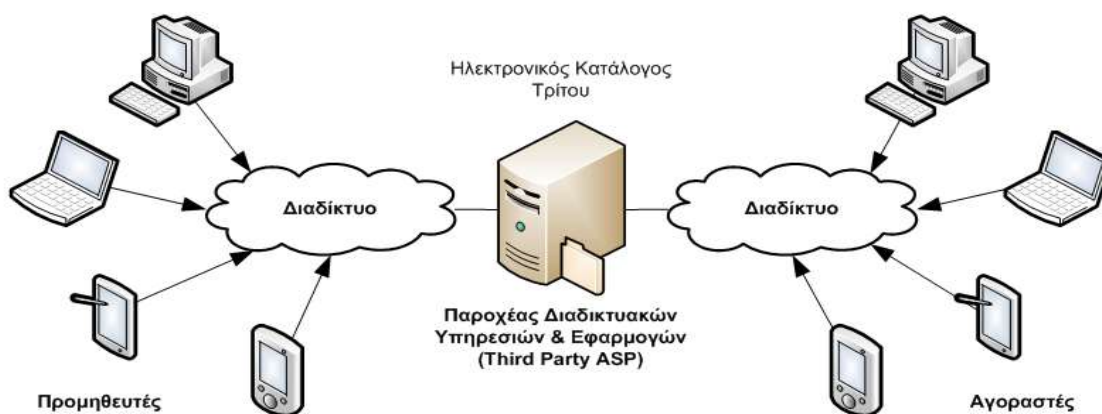 Ηλεκτρονικός Κατάλογος
Τρίτου
Διαδίκτυο
Διαδίκτυο
Παροχέας Διαδικτυακών
Υπηρεσιών & Εφαρμογών
(Third Party ASP)
Προμηθευτές
Αγοραστές